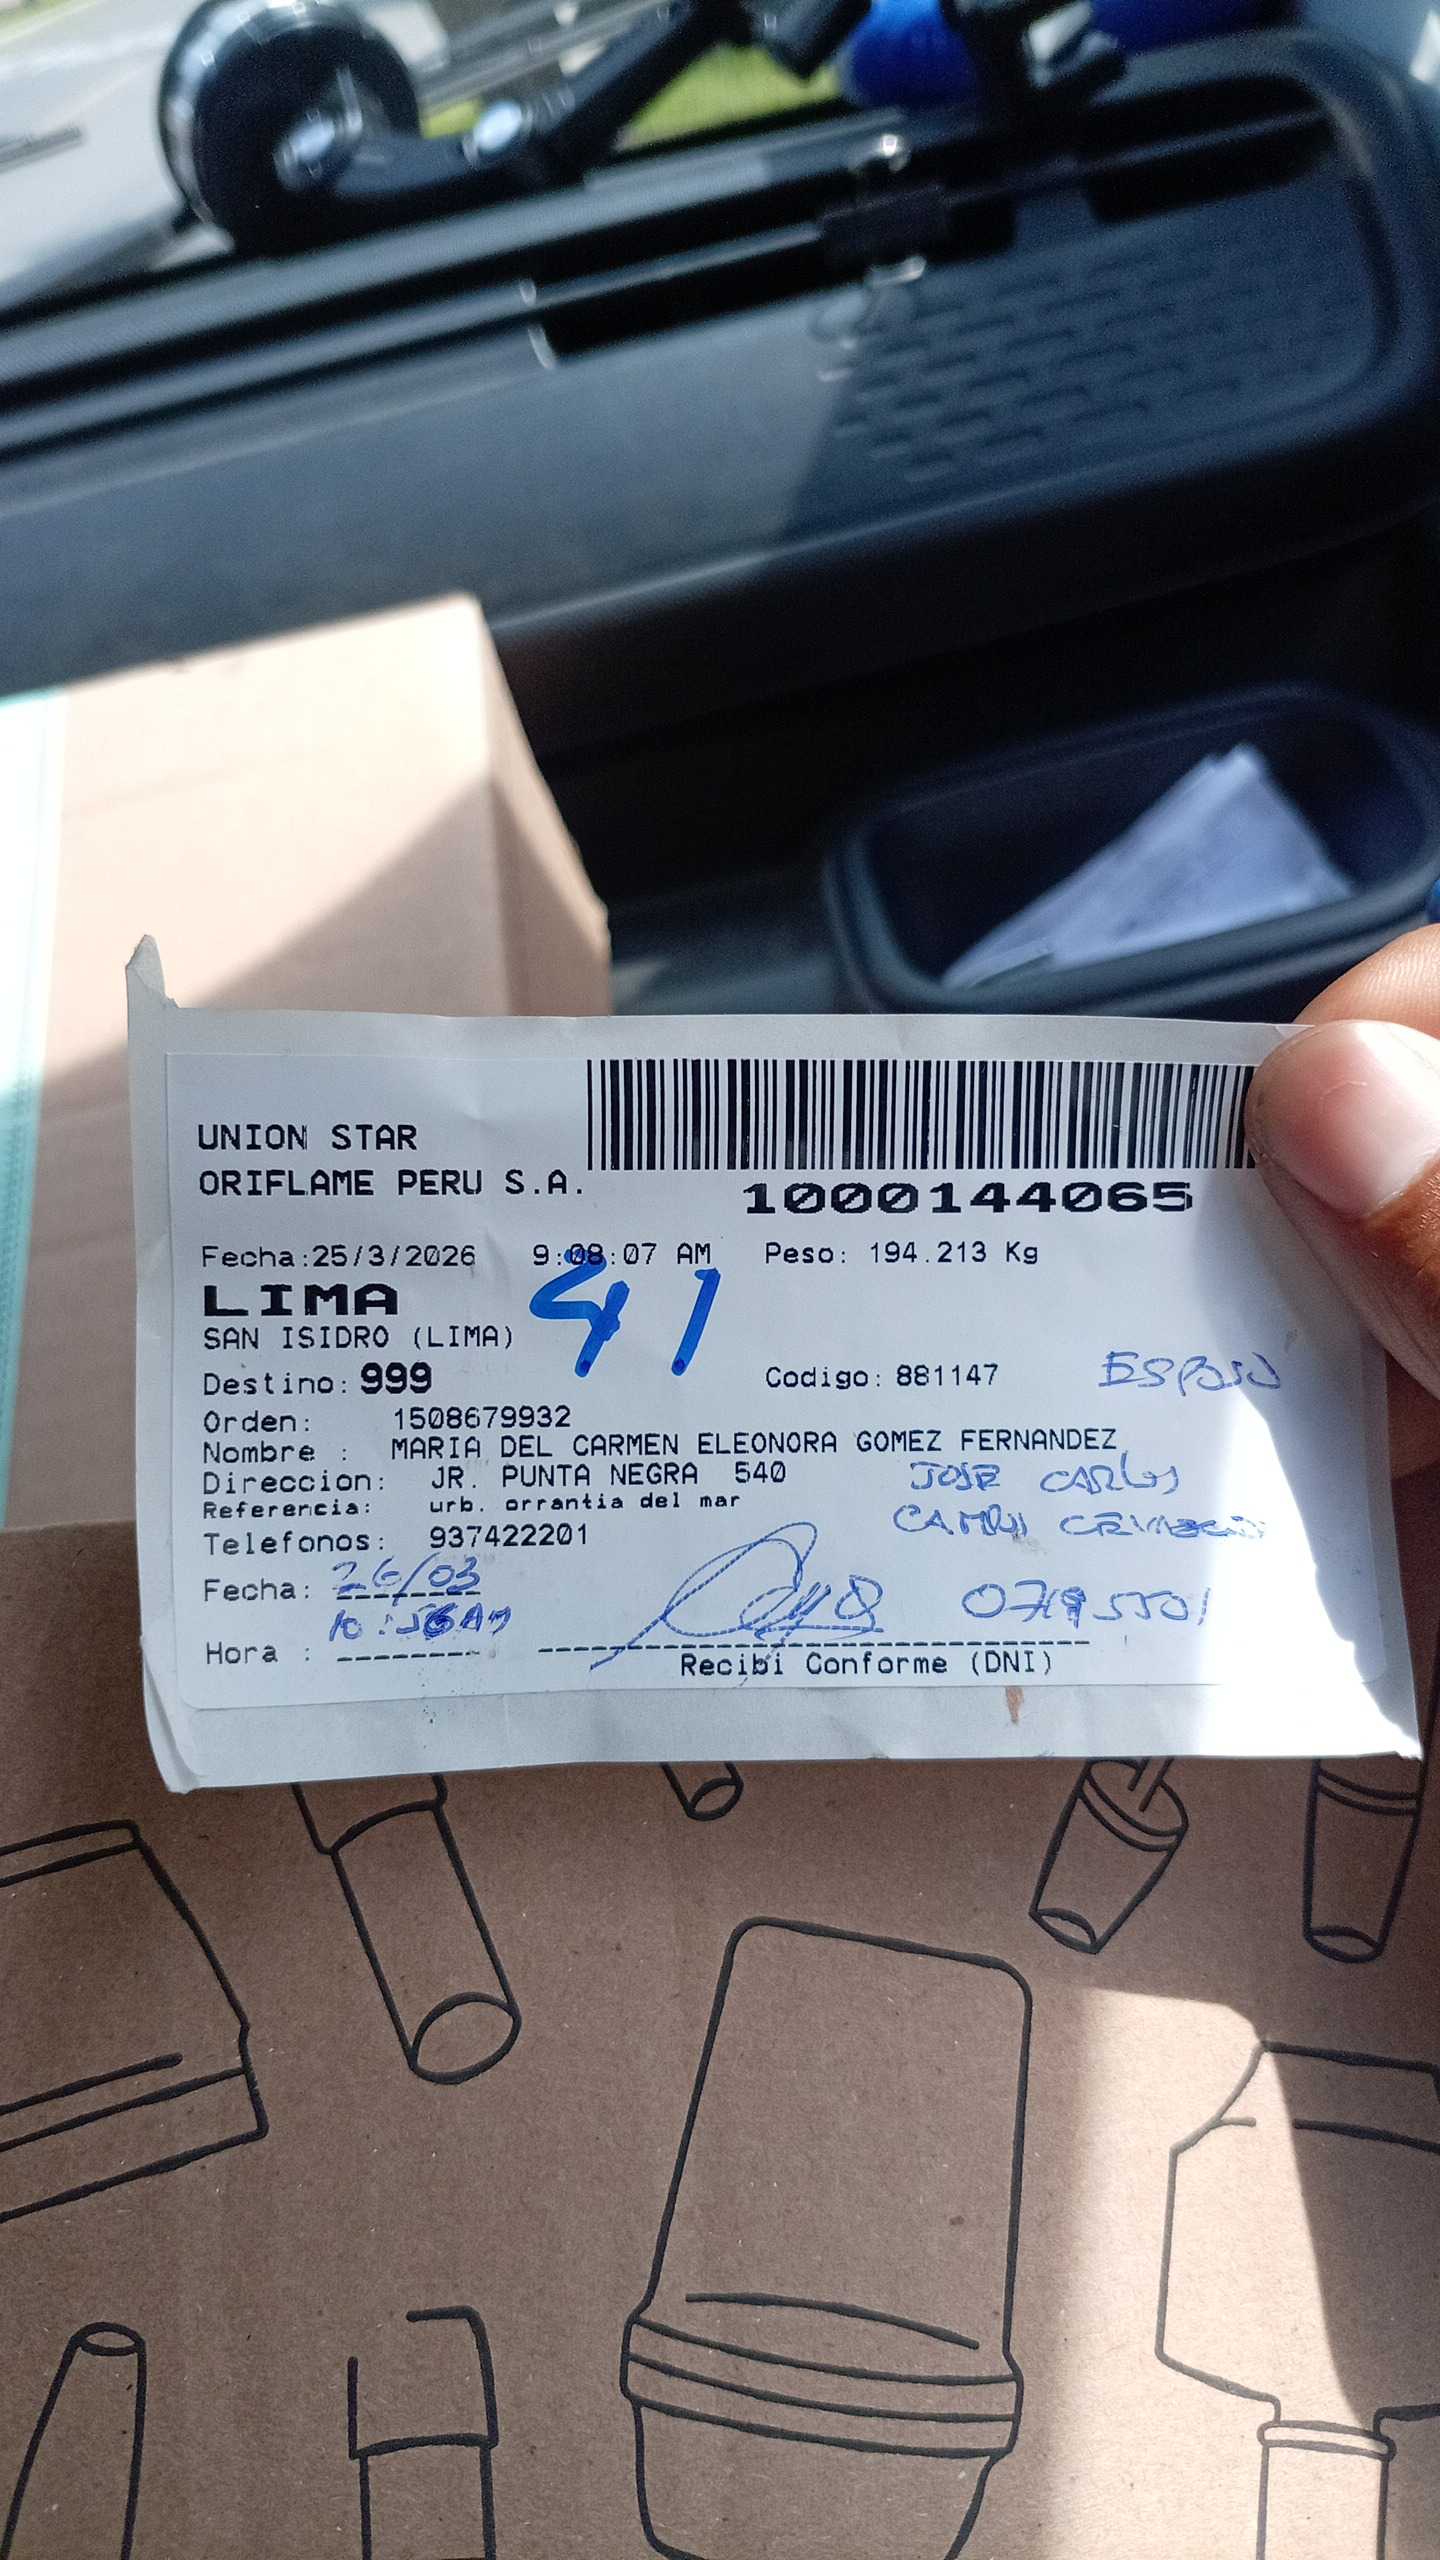 UNION STAR
ORIFLAME PERU S.A.
1000144065
Fecha:25/3/2026 9:08:07 AM Peso: 194.213 Kg
LIMA
41
SAN ISIDRO (LIMA)
Destino: 999 Codigo: 881147
ESPOSO
Orden: 1508679932
Nombre : MARIA DEL CARMEN ELEONORA GOMEZ FERNANDEZ
Direccion: JR. PUNTA NEGRA 540
JOSE CARLOS
Referencia: urb. orrantia del mar
Telefonos: 937422201
Fecha: 26/03
10:56 AM
Hora :
Recibi Conforme (DNI)